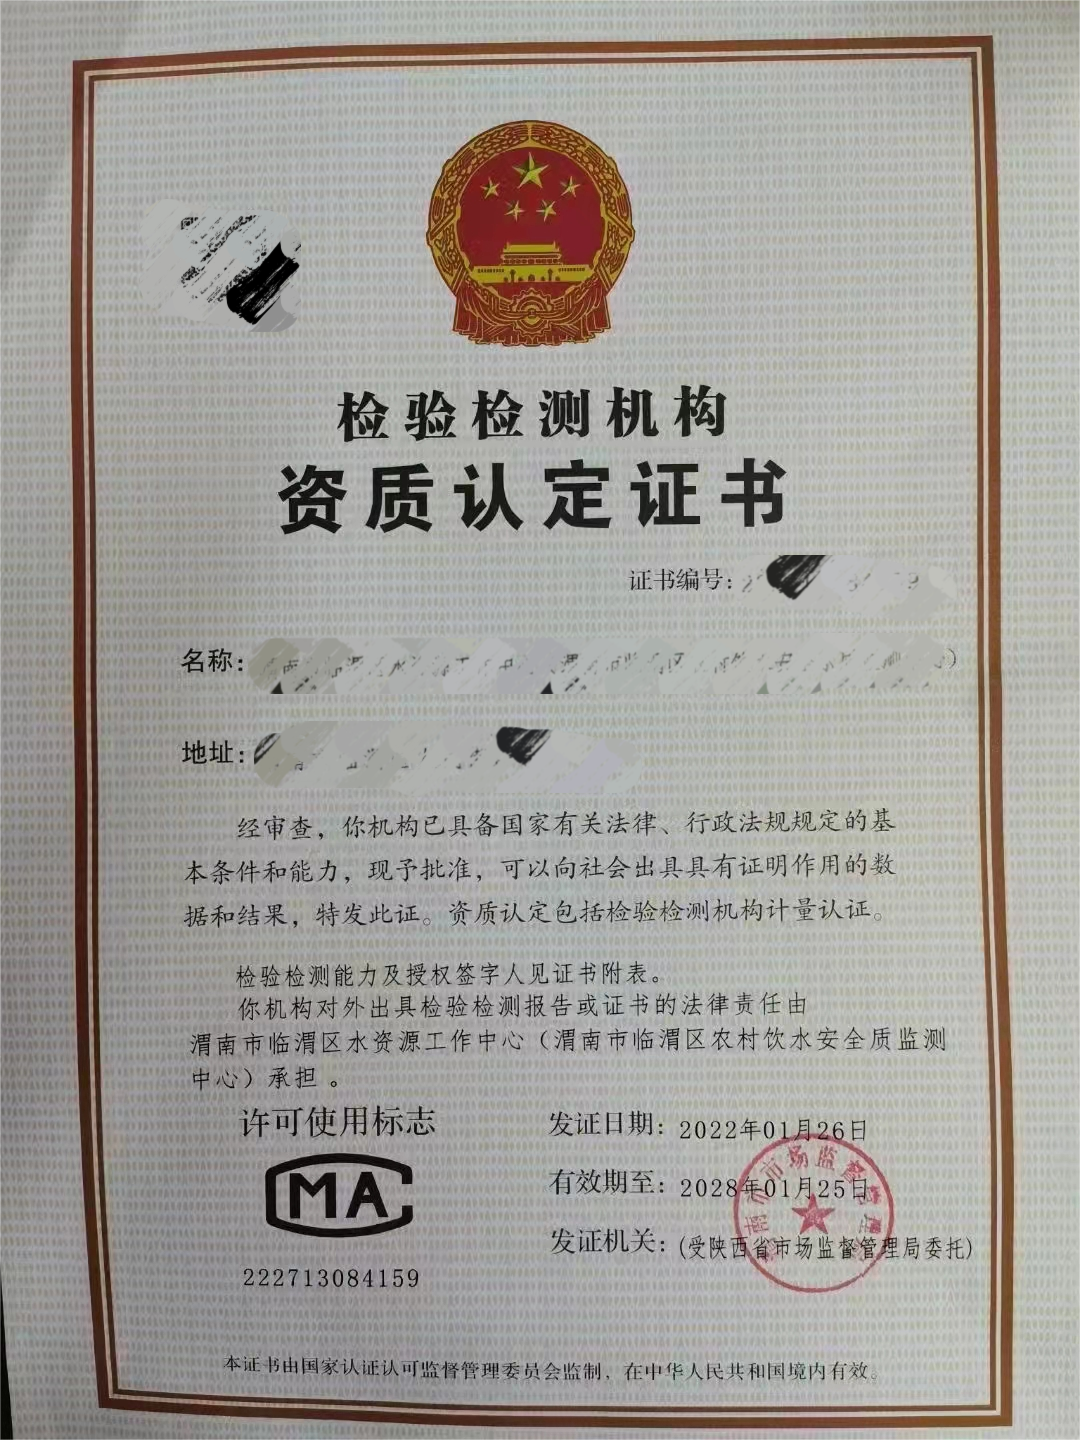 检验检测机构
资质认定证书
证书编号:
名称:
地址:
经审查，你机构已具备国家有关法律、行政法规规定的基
本条件和能力，现予批准，可以向社会出具具有证明作用的数
据和结果，特发此证。资质认定包括检验检测机构计量认证。
检验检测能力及授权签字人见证书附表。
你机构对外出具检验检测报告或证书的法律责任由
渭南市临渭区水资源工作中心（渭南市临渭区农村饮水安全质监测
中心）承担。
许可使用标志
MA
222713084159
发证日期: 2022年01月26日
有效期至: 2028年01月25日
发证机关: (受陕西省市场监督管理局委托)
本证书由国家认证认可监督管理委员会监制，在中华人民共和国境内有效。